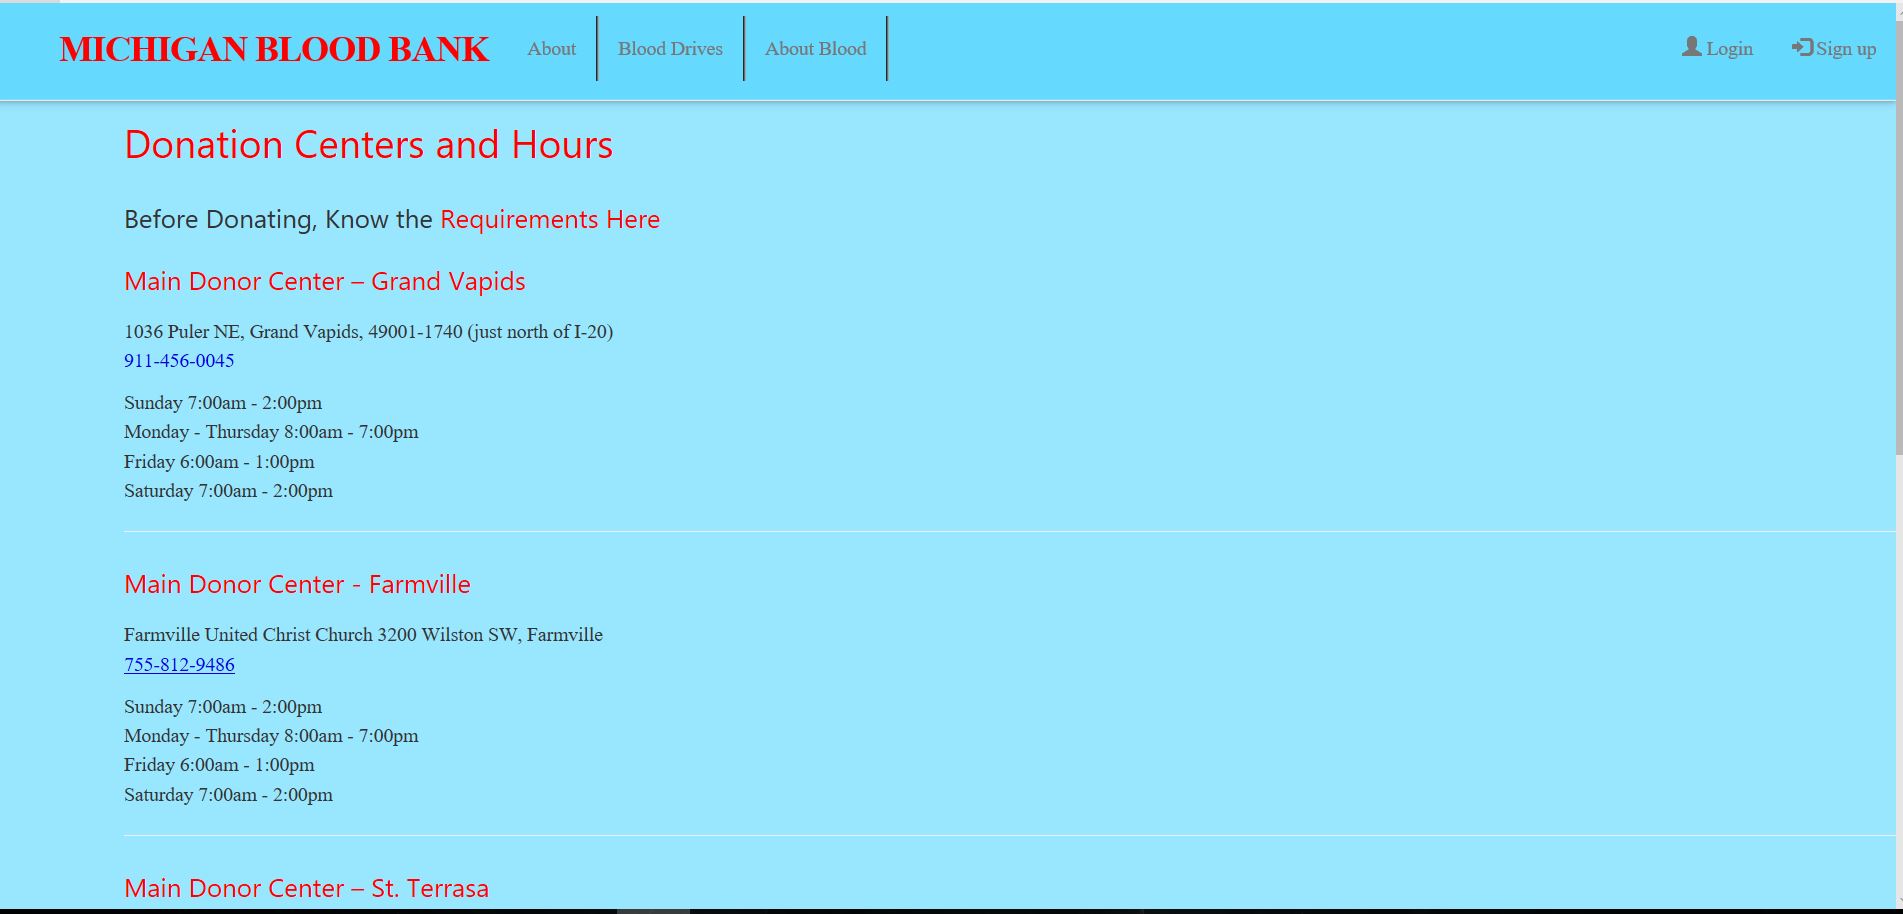 MICHIGAN BLOOD BANK About Blood Drives About Blood Login Sign up
Donation Centers and Hours
Before Donating, Know the Requirements Here
Main Donor Center – Grand Vapids
1036 Puler NE, Grand Vapids, 49001-1740 (just north of I-20)
911-456-0045
Sunday 7:00am - 2:00pm
Monday - Thursday 8:00am - 7:00pm
Friday 6:00am - 1:00pm
Saturday 7:00am - 2:00pm
Main Donor Center - Farmville
Farmville United Christ Church 3200 Wilston SW, Farmville
755-812-9486
Sunday 7:00am - 2:00pm
Monday - Thursday 8:00am - 7:00pm
Friday 6:00am - 1:00pm
Saturday 7:00am - 2:00pm
Main Donor Center – St. Terrasa